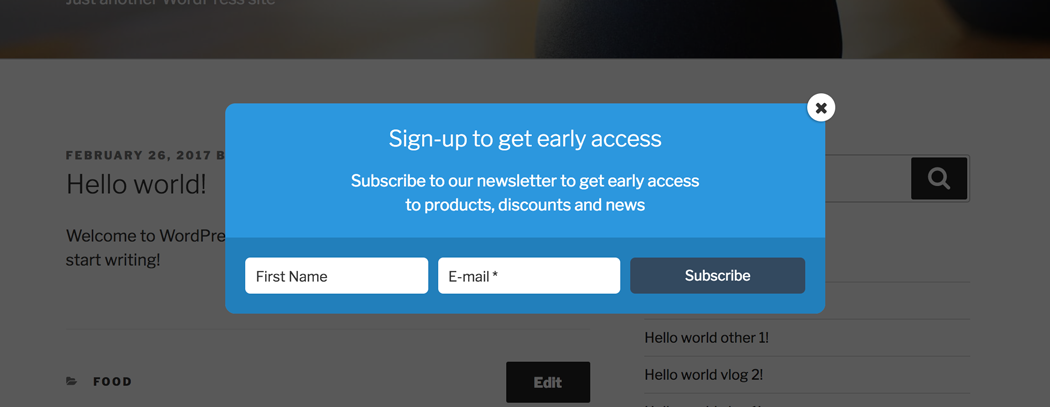 Just another WordPress site
Sign-up to get early access
Subscribe to our newsletter to get early access
to products, discounts and news
First Name
E-mail *
Subscribe
FEBRUARY 26, 2017 B
Hello world!
Welcome to WordPre
start writing!
FOOD
Edit
Hello world other 1!
Hello world vlog 2!